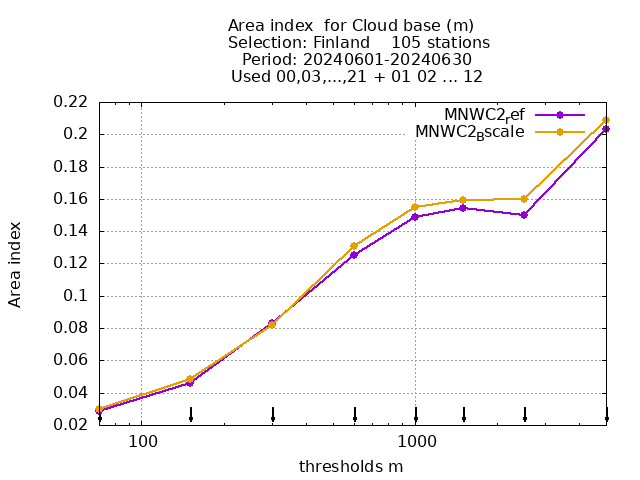 Area index  for Cloud base (m)
Selection: Finland    105 stations
Period: 20240601-20240630
Used 00,03,...,21 + 01 02 ... 12
0.22
0.2
0.18
0.16
0.14
0.12
0.1
0.08
0.06
0.04
0.02
Area index
MNWC2ref
MNWC2Bscale
100
1000
thresholds m